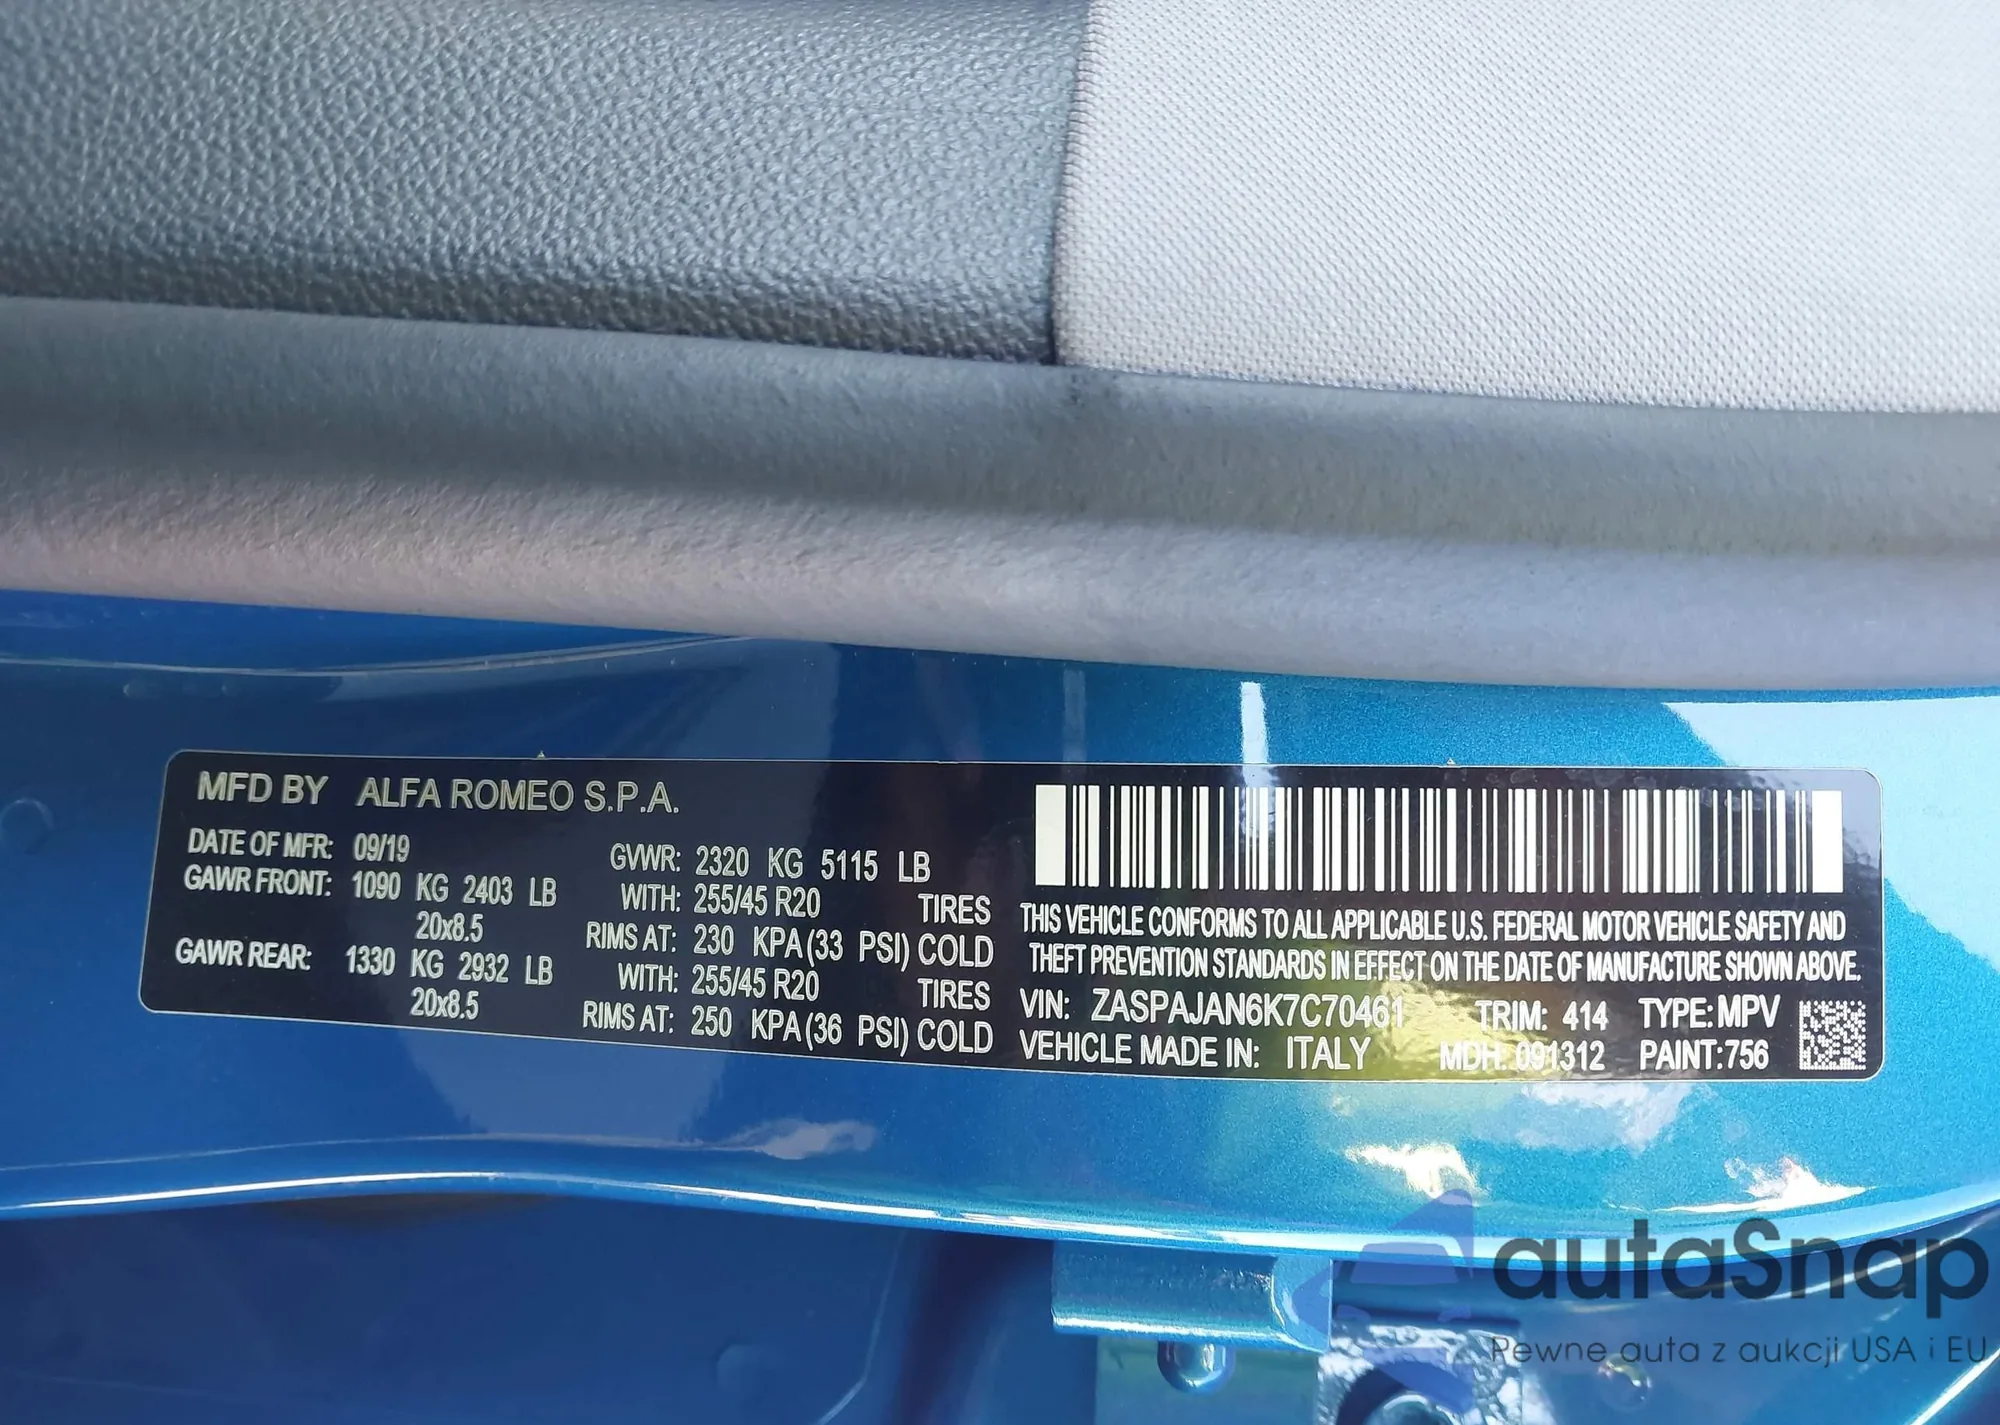 MFD BY ALFA ROMEO S.P.A.
DATE OF MFR: 09/19 GVWR: 2320 KG 5115 LB
GAWR FRONT: 1090 KG 2403 LB WITH: 255/45 R20 TIRES
20x8.5 RIMS AT: 230 KPA (33 PSI) COLD
GAWR REAR: 1330 KG 2932 LB WITH: 255/45 R20 TIRES
20x8.5 RIMS AT: 250 KPA (36 PSI) COLD
THIS VEHICLE CONFORMS TO ALL APPLICABLE U.S. FEDERAL MOTOR VEHICLE SAFETY AND
THEFT PREVENTION STANDARDS IN EFFECT ON THE DATE OF MANUFACTURE SHOWN ABOVE.
VIN: ZASPAJAN6K7C70461 TRIM: 414 TYPE: MPV
VEHICLE MADE IN: ITALY MDH: 091312 PAINT: 756
autaSnap
Pewne auta z aukcji USA i EU